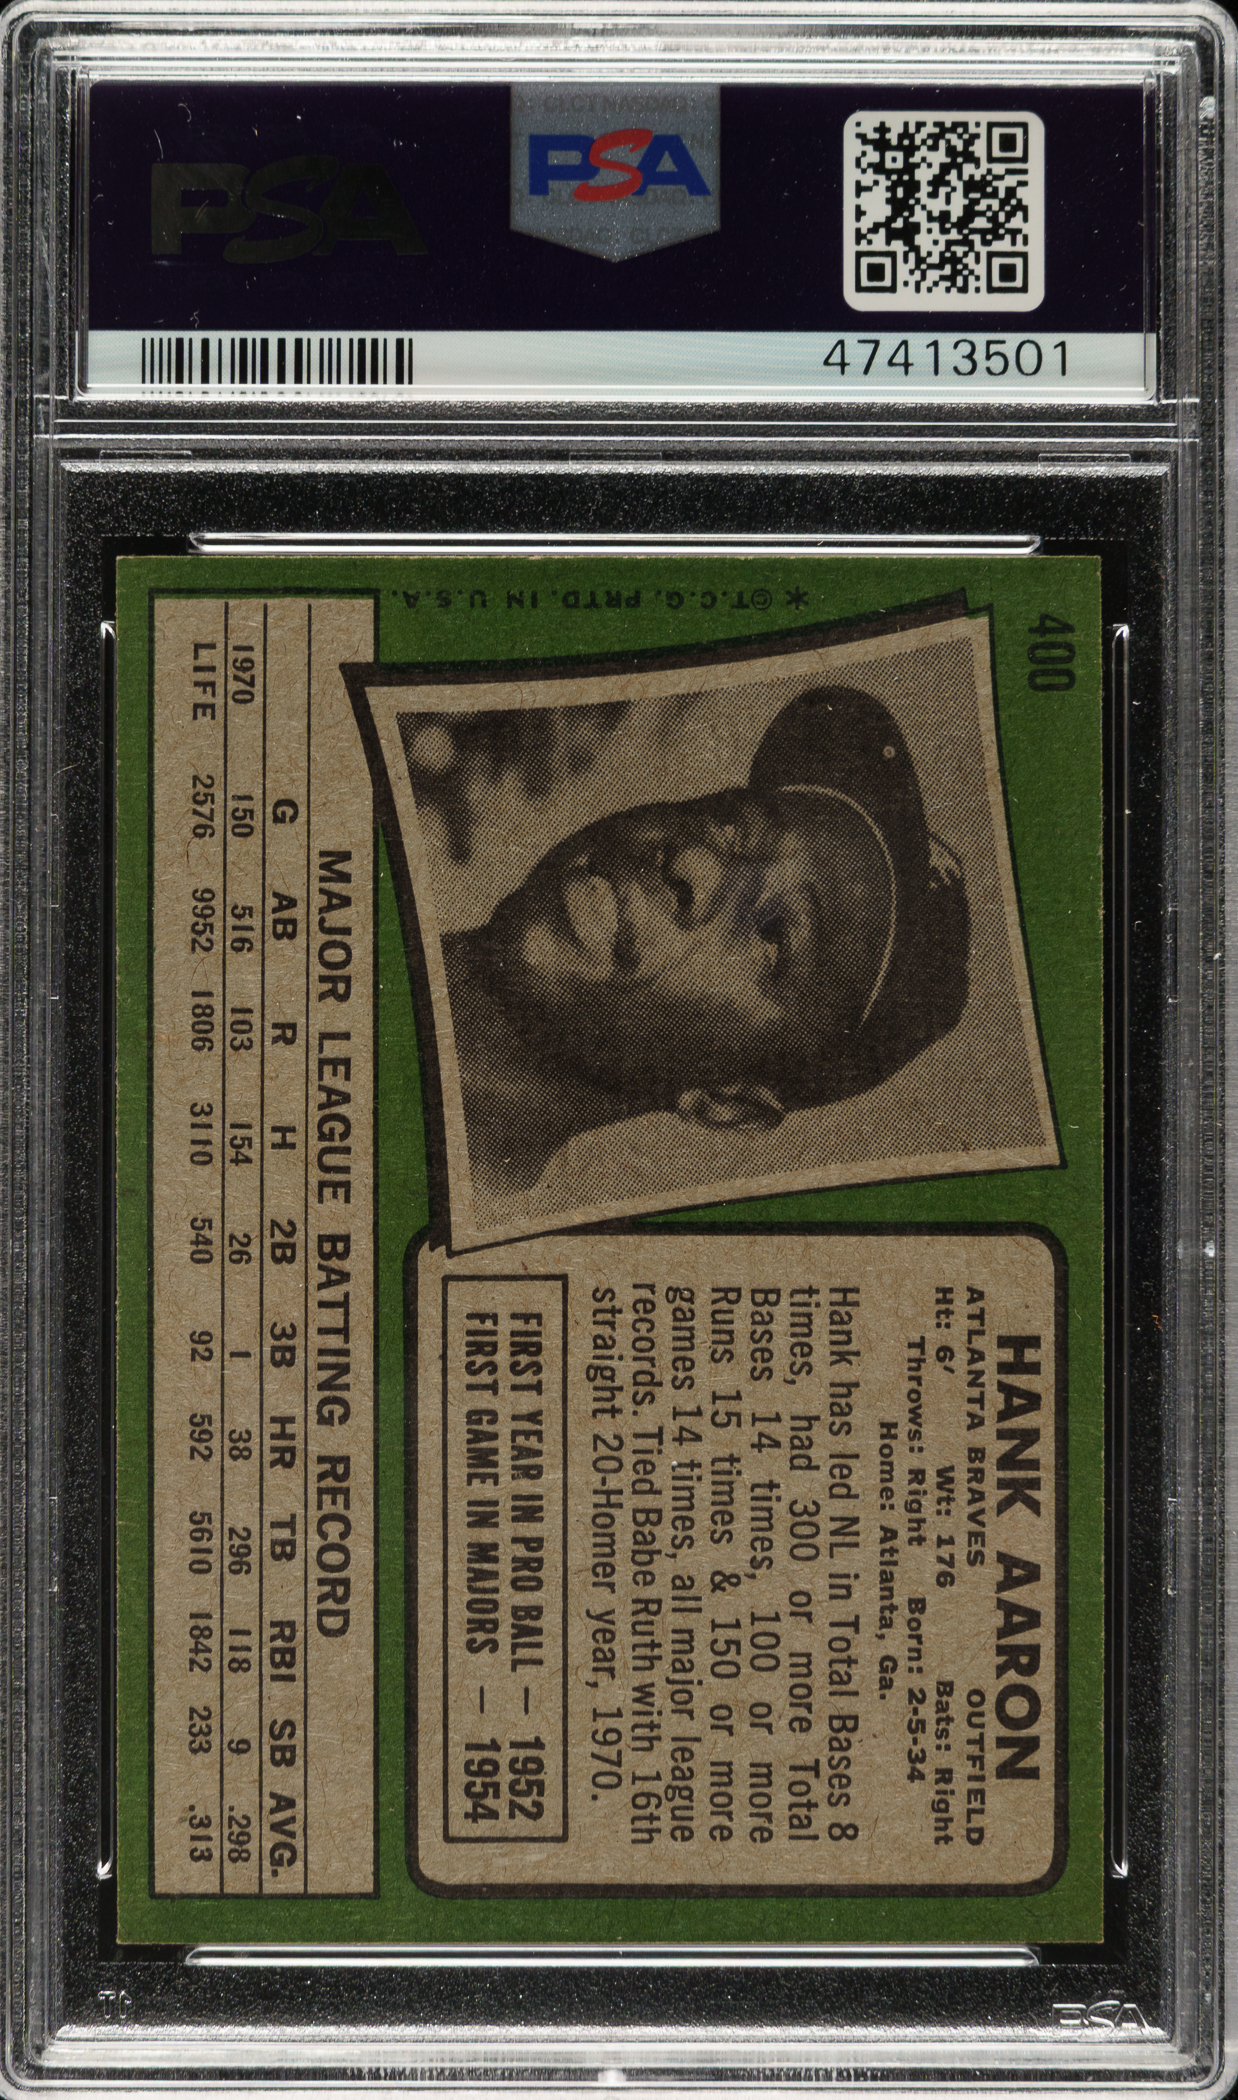 PSA
PSA
47413501
400
*©T.C.G. PRTD. IN U.S.A.
HANK AARON
ATLANTA BRAVES OUTFIELD
Ht: 6' Wt: 176 Bats: Right
Throws: Right Born: 2-5-34
Home: Atlanta, Ga.
Hank has led NL in Total Bases 8
times, had 300 or more Total
Bases 14 times, 100 or more
Runs 15 times & 150 or more
games 14 times, all major league
records. Tied Babe Ruth with 16th
straight 20-Homer year, 1970.
FIRST YEAR IN PRO BALL — 1952
FIRST GAME IN MAJORS — 1954
MAJOR LEAGUE BATTING RECORD
G AB R H 2B 3B HR TB RBI SB AVG.
1970 150 516 103 154 26 1 38 296 118 9 .298
LIFE 2576 9952 1806 3110 540 92 592 5610 1842 233 .313
PSA